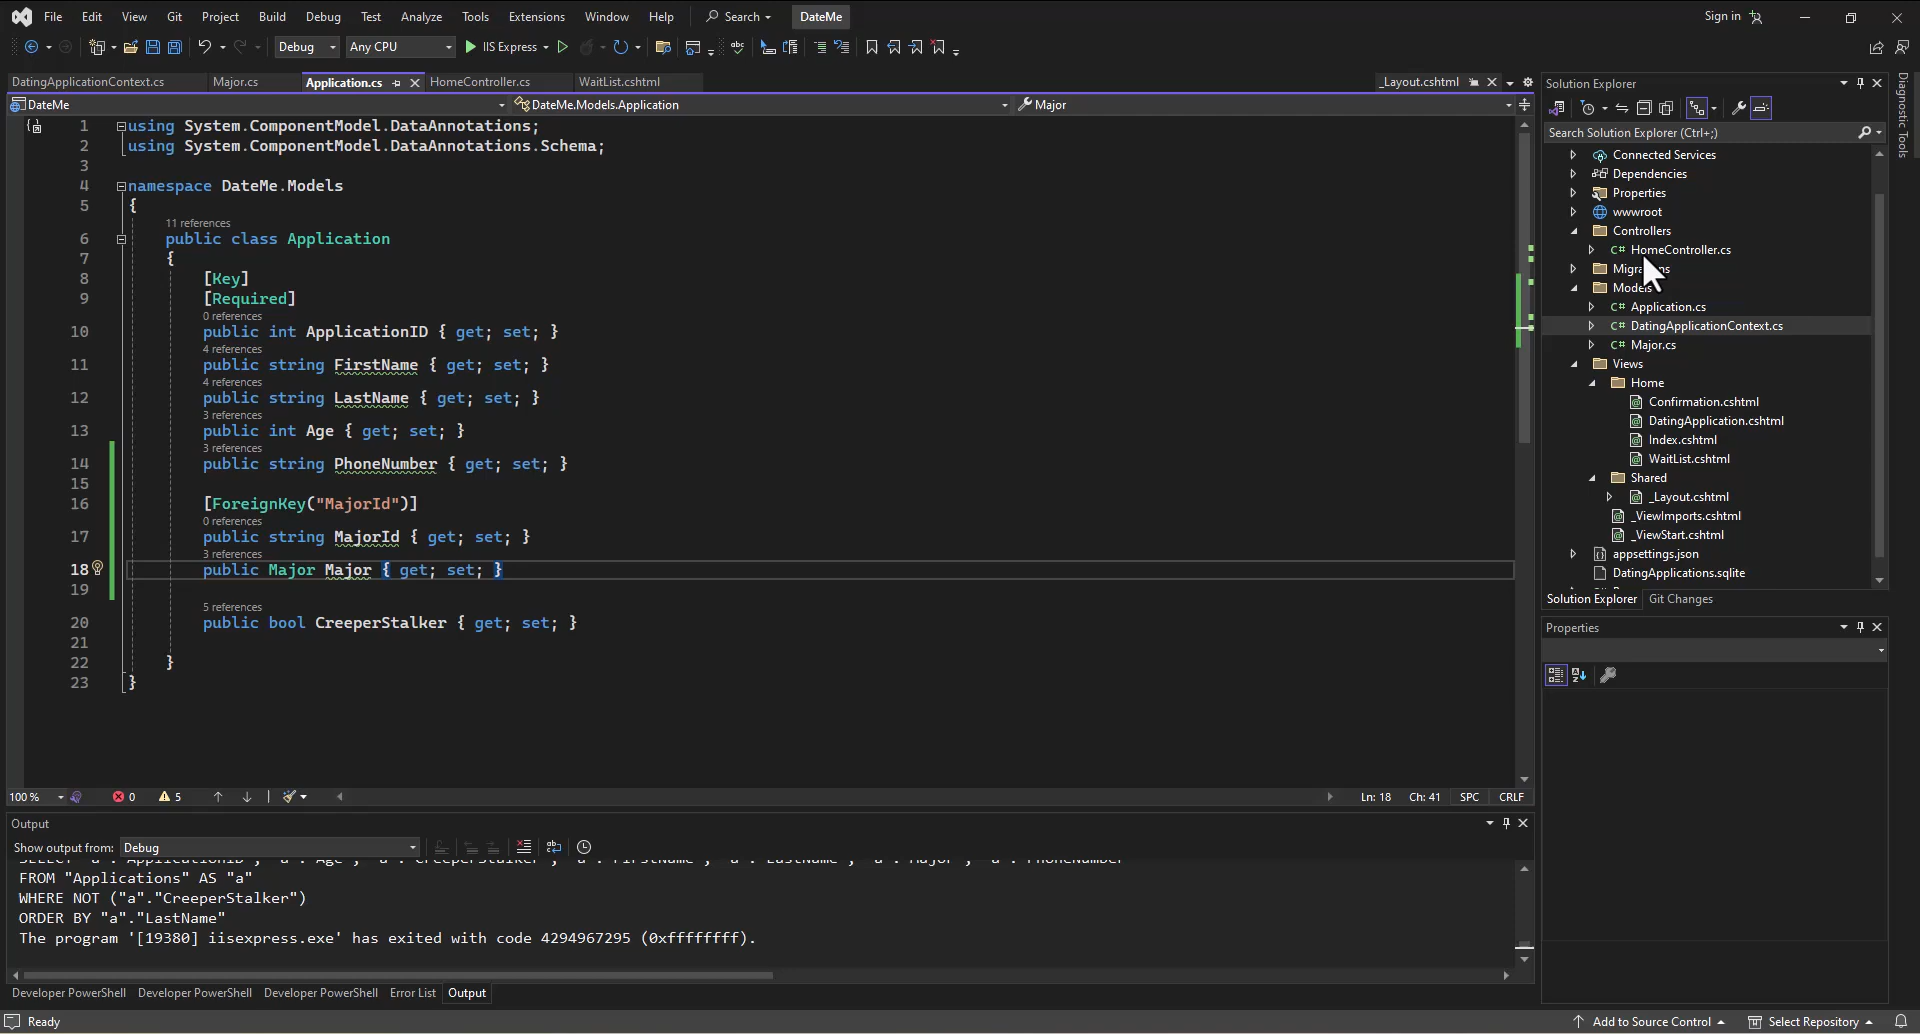 File Edit View Git Project Build Debug Test Analyze Tools Extensions Window Help Search DateMe Sign in
Debug Any CPU IIS Express
DatingApplicationContext.cs Major.cs Application.cs HomeController.cs WaitList.cshtml _Layout.cshtml
DateMe DateMe.Models.Application Major
1 using System.ComponentModel.DataAnnotations;
2 using System.ComponentModel.DataAnnotations.Schema;
3
4 namespace DateMe.Models
5 {
11 references
6 public class Application
7 {
8 [Key]
9 [Required]
0 references
10 public int ApplicationID { get; set; }
4 references
11 public string FirstName { get; set; }
4 references
12 public string LastName { get; set; }
3 references
13 public int Age { get; set; }
3 references
14 public string PhoneNumber { get; set; }
15
16 [ForeignKey("MajorId")]
0 references
17 public string MajorId { get; set; }
3 references
18 public Major Major { get; set; }
19
5 references
20 public bool CreeperStalker { get; set; }
21
22 }
23 }
100 % 0 5 Ln: 18 Ch: 41 SPC CRLF
Output
Show output from: Debug
SELECT "a"."ApplicationID", "a"."Age", "a"."CreeperStalker", "a"."FirstName", "a"."LastName", "a"."Major", "a"."PhoneNumber"
FROM "Applications" AS "a"
WHERE NOT ("a"."CreeperStalker")
ORDER BY "a"."LastName"
The program '[19380] iisexpress.exe' has exited with code 4294967295 (0xffffffff).
Developer PowerShell Developer PowerShell Developer PowerShell Error List Output
Solution Explorer
Search Solution Explorer (Ctrl+;)
Connected Services
Dependencies
Properties
wwwroot
Controllers
C# HomeController.cs
Models
C# Application.cs
C# DatingApplicationContext.cs
C# Major.cs
Views
Home
Confirmation.cshtml
DatingApplication.cshtml
Index.cshtml
WaitList.cshtml
Shared
_Layout.cshtml
_ViewImports.cshtml
_ViewStart.cshtml
appsettings.json
DatingApplications.sqlite
Solution Explorer Git Changes
Properties
Diagnostic Tools
Ready Add to Source Control Select Repository